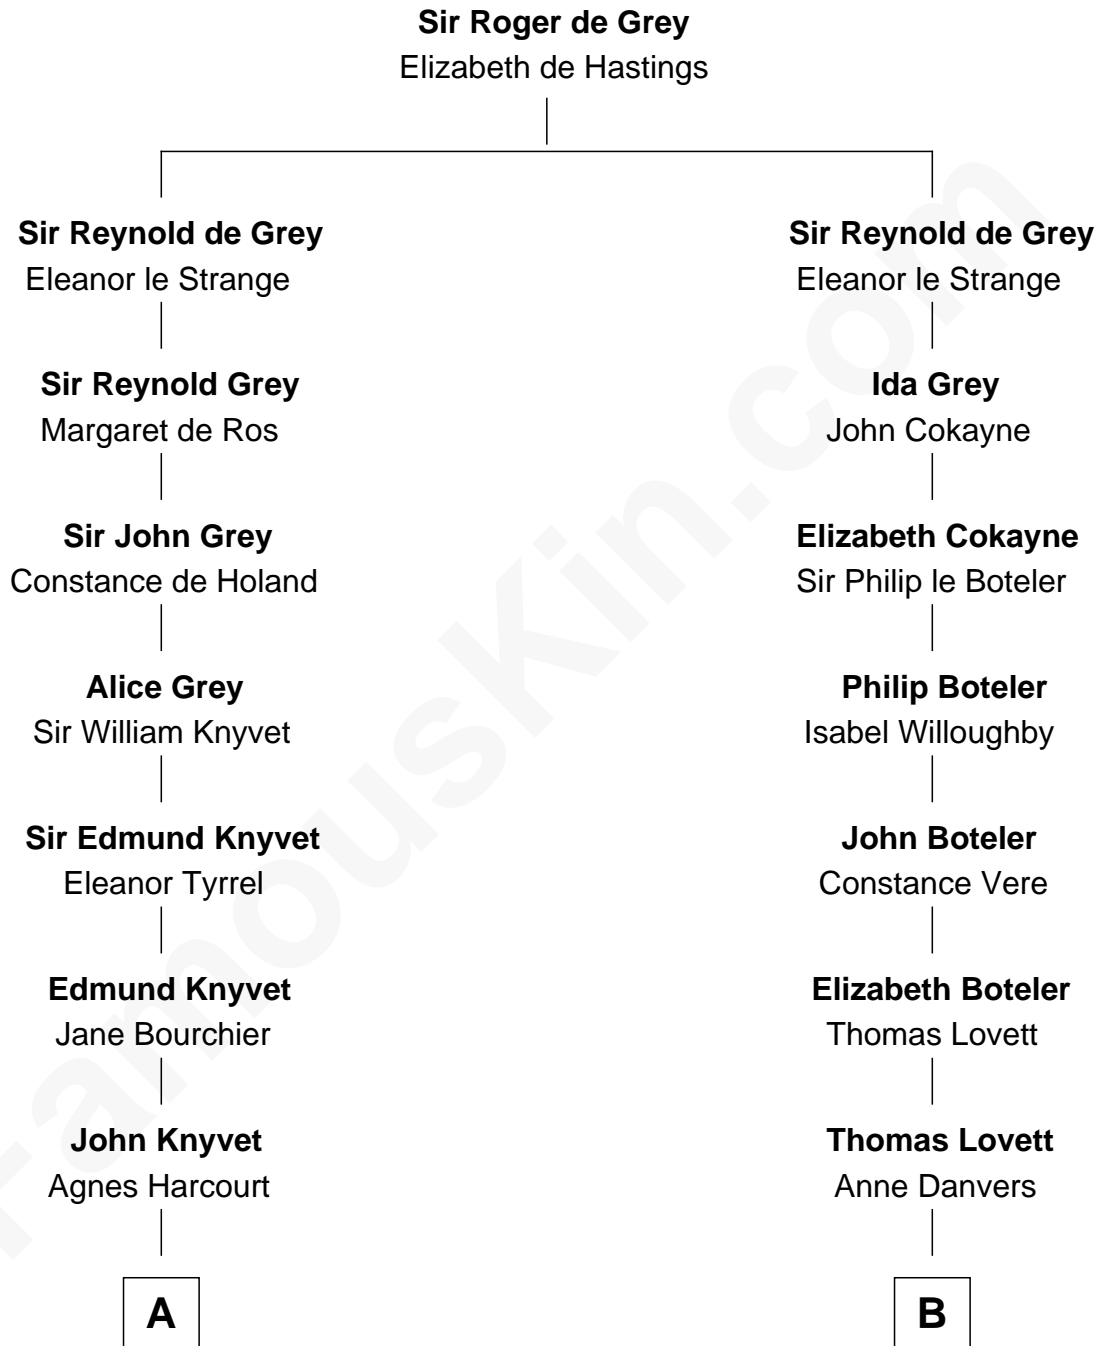 Sir Roger de Grey
Elizabeth de Hastings
Sir Reynold de Grey
Eleanor le Strange
Sir Reynold de Grey
Eleanor le Strange
Sir Reynold Grey
Margaret de Ros
Ida Grey
John Cokayne
Sir John Grey
Constance de Holand
Elizabeth Cokayne
Sir Philip le Boteler
Alice Grey
Sir William Knyvet
Philip Boteler
Isabel Willoughby
Sir Edmund Knyvet
Eleanor Tyrrel
John Boteler
Constance Vere
Edmund Knyvet
Jane Bourchier
Elizabeth Boteler
Thomas Lovett
John Knyvet
Agnes Harcourt
Thomas Lovett
Anne Danvers
A
B
FamousKin.com